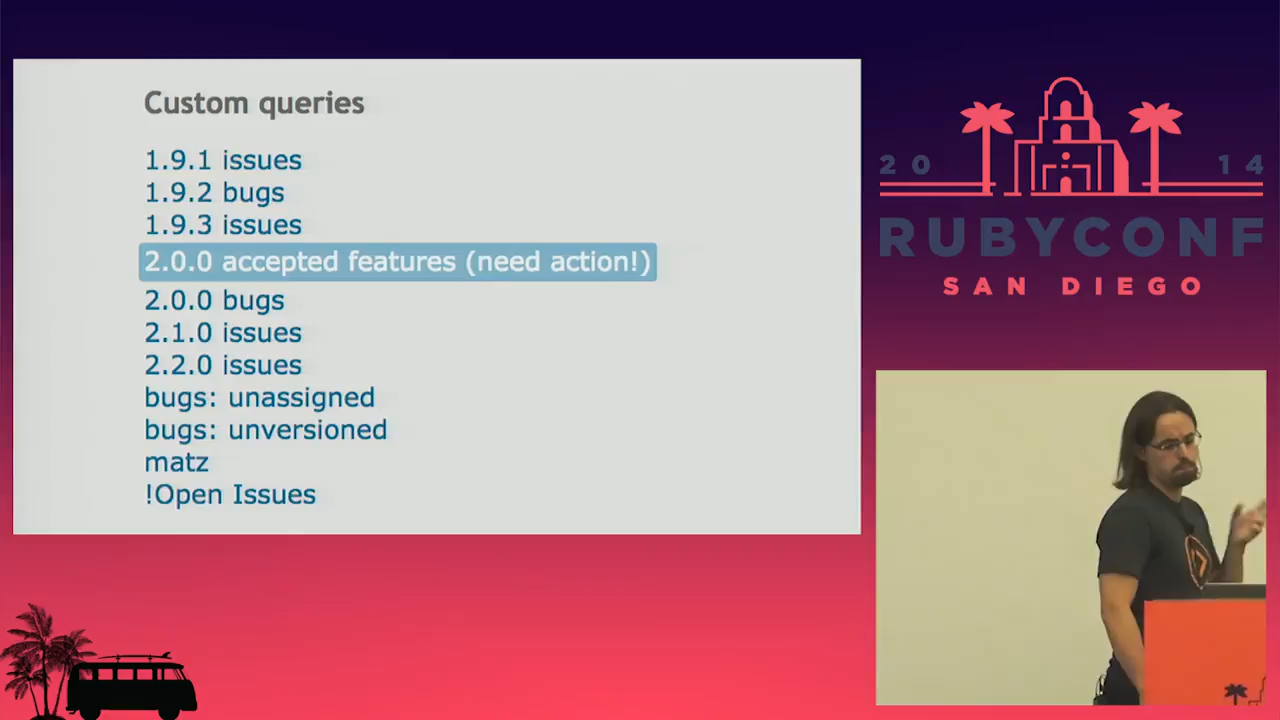 Custom queries
1.9.1 issues
1.9.2 bugs
1.9.3 issues
2.0.0 accepted features (need action!)
2.0.0 bugs
2.1.0 issues
2.2.0 issues
bugs: unassigned
bugs: unversioned
matz
!Open Issues
20 14
RUBYCONF
SAN DIEGO